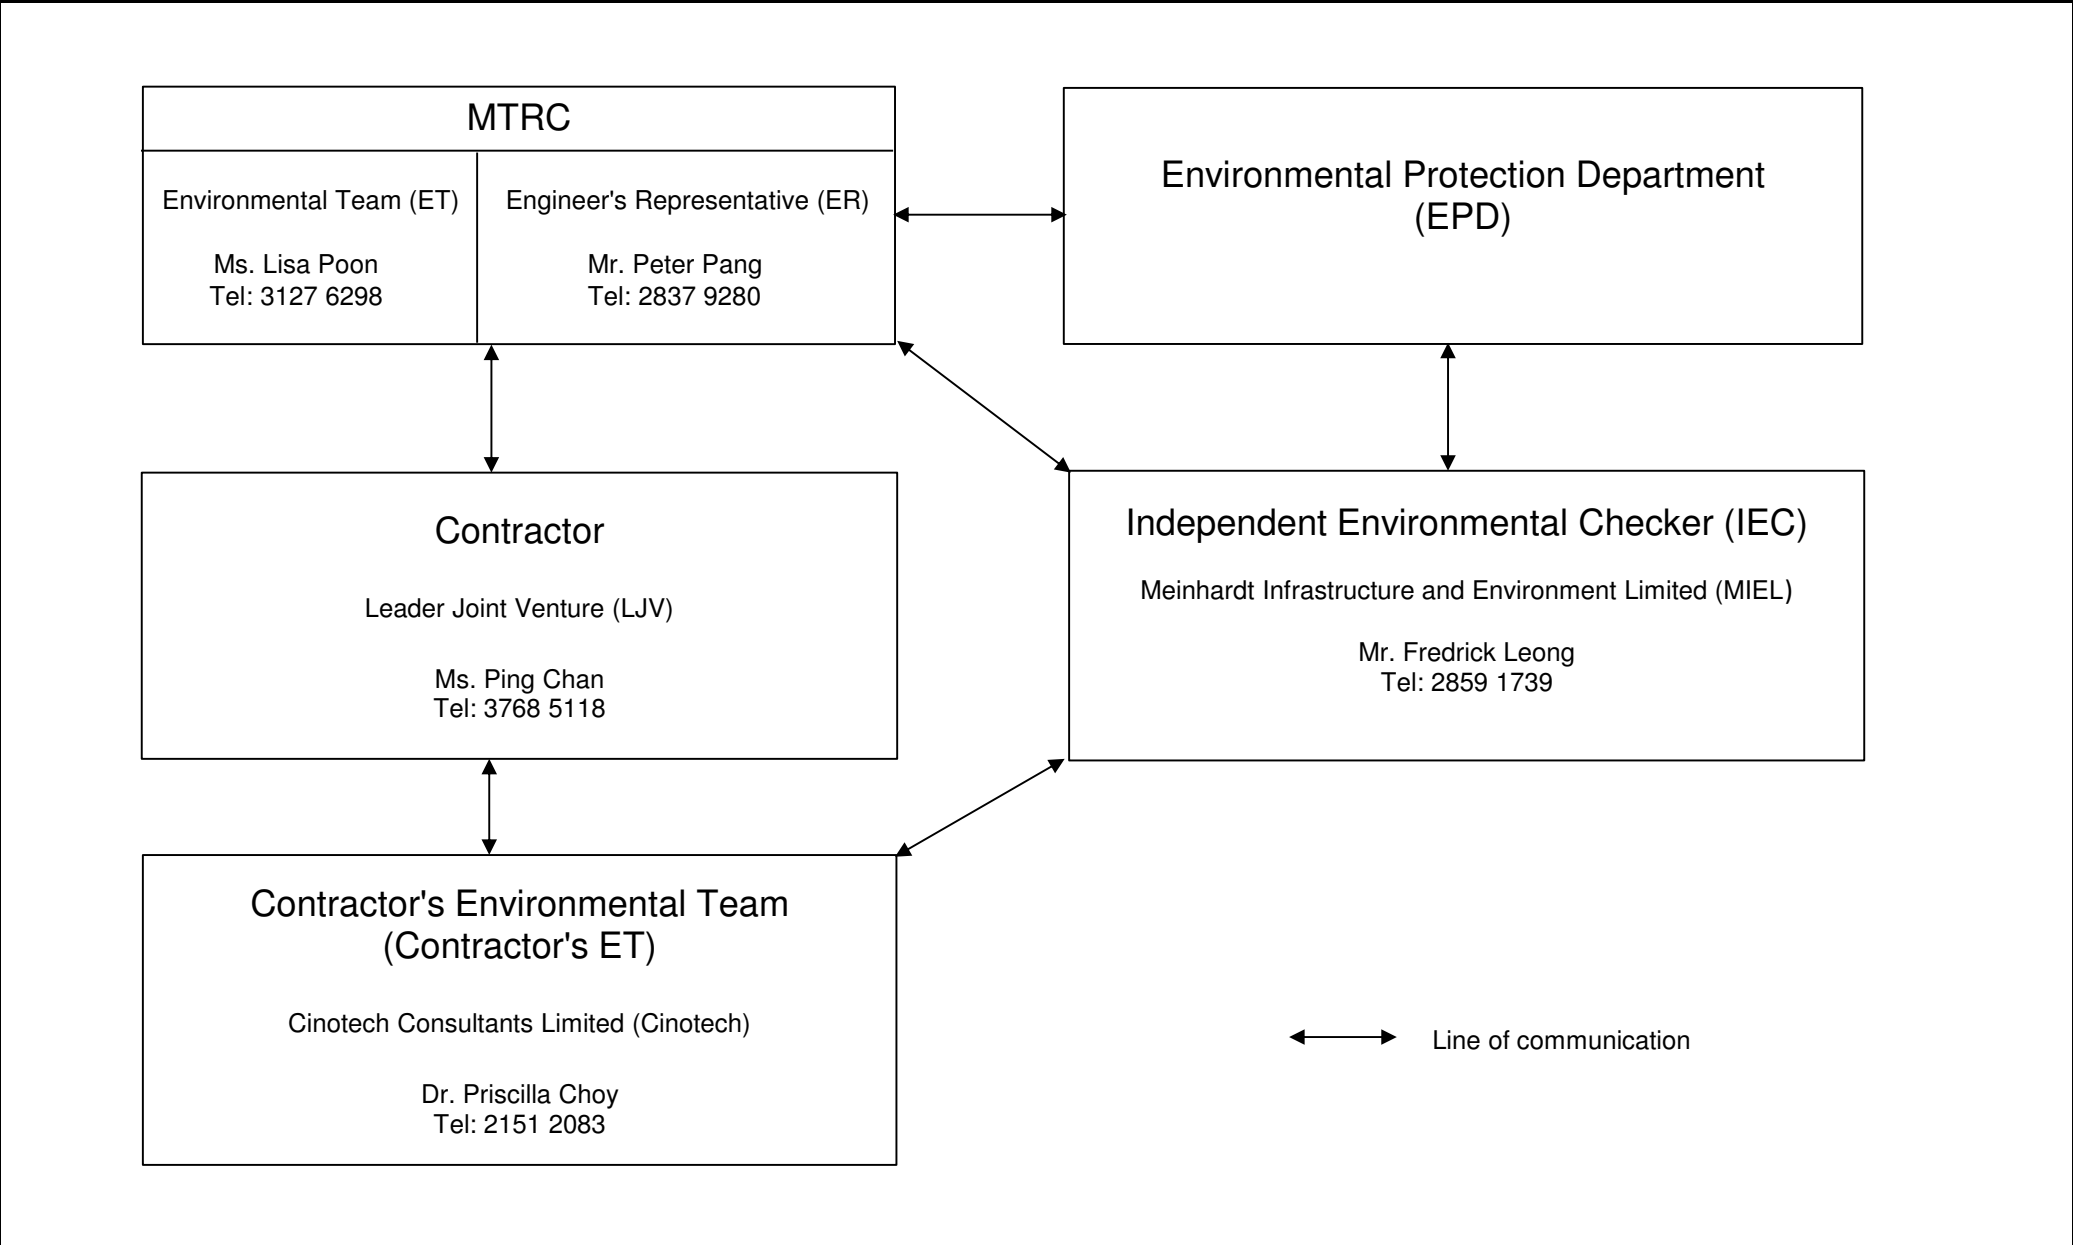 MTRC
Environmental Team (ET)
Ms. Lisa Poon
Tel: 3127 6298
Engineer's Representative (ER)
Mr. Peter Pang
Tel: 2837 9280
Environmental Protection Department
(EPD)
Contractor
Leader Joint Venture (LJV)
Ms. Ping Chan
Tel: 3768 5118
Independent Environmental Checker (IEC)
Meinhardt Infrastructure and Environment Limited (MIEL)
Mr. Fredrick Leong
Tel: 2859 1739
Contractor's Environmental Team
(Contractor's ET)
Cinotech Consultants Limited (Cinotech)
Dr. Priscilla Choy
Tel: 2151 2083
Line of communication